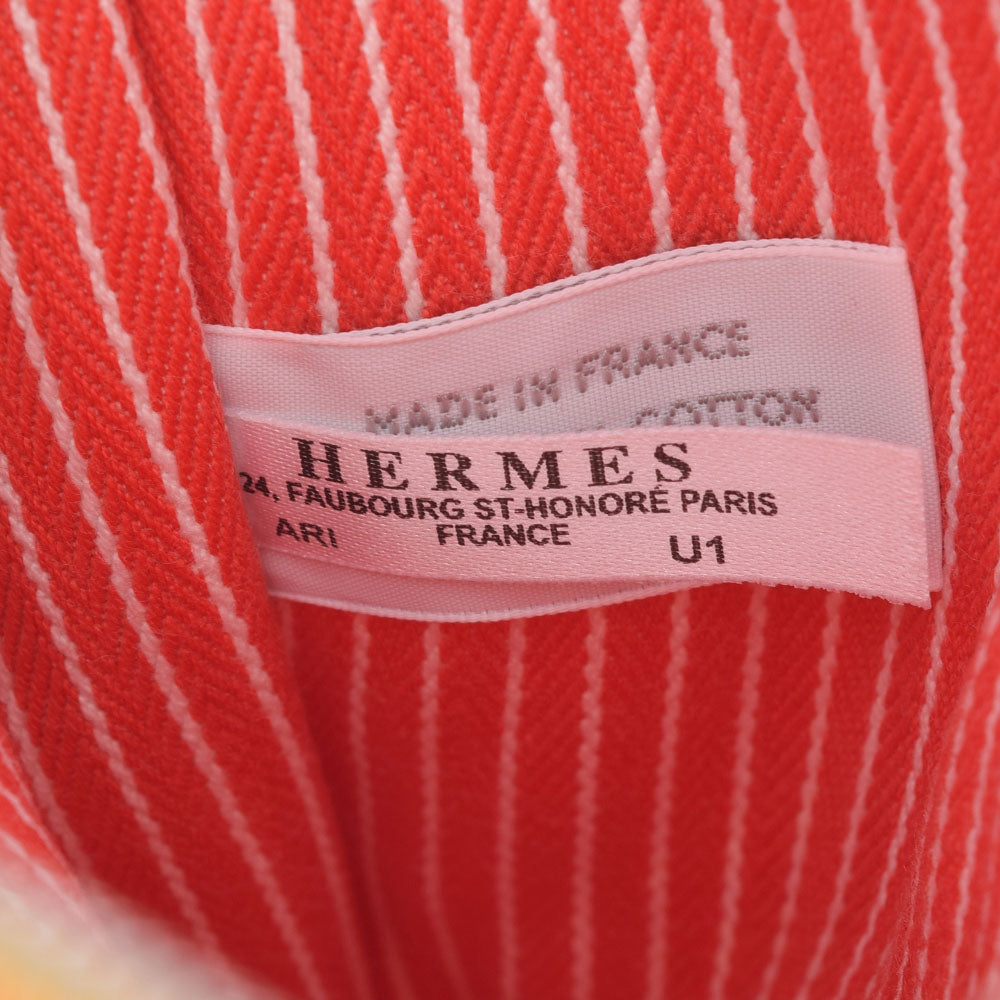 MADE IN FRANCE
COTTON
HERMES
24, FAUBOURG ST-HONORÉ PARIS
ARI FRANCE U1